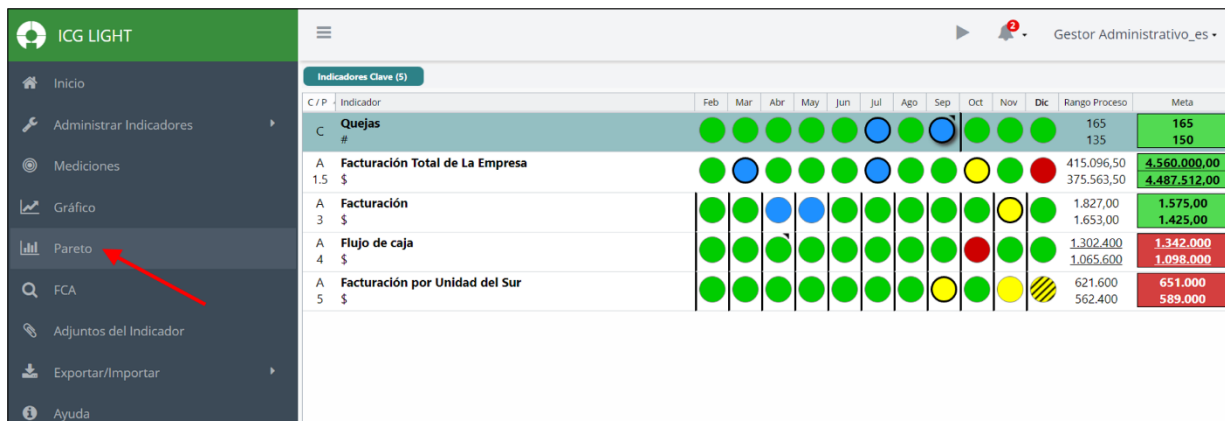 ICG LIGHT
2
Gestor Administrativo_es
Inicio
Administrar Indicadores
Mediciones
Gráfico
Pareto
FCA
Adjuntos del Indicador
Exportar/Importar
Ayuda
Indicadores Clave (5)
C / P Indicador Feb Mar Abr May Jun Jul Ago Sep Oct Nov Dic Rango Proceso Meta
C Quejas 165 165
# 135 150
A Facturación Total de La Empresa 415.096,50 4.560.000,00
1.5 $ 375.563,50 4.487.512,00
A Facturación 1.827,00 1.575,00
3 $ 1.653,00 1.425,00
A Flujo de caja 1.302.400 1.342.000
4 $ 1.065.600 1.098.000
A Facturación por Unidad del Sur 621.600 651.000
5 $ 562.400 589.000